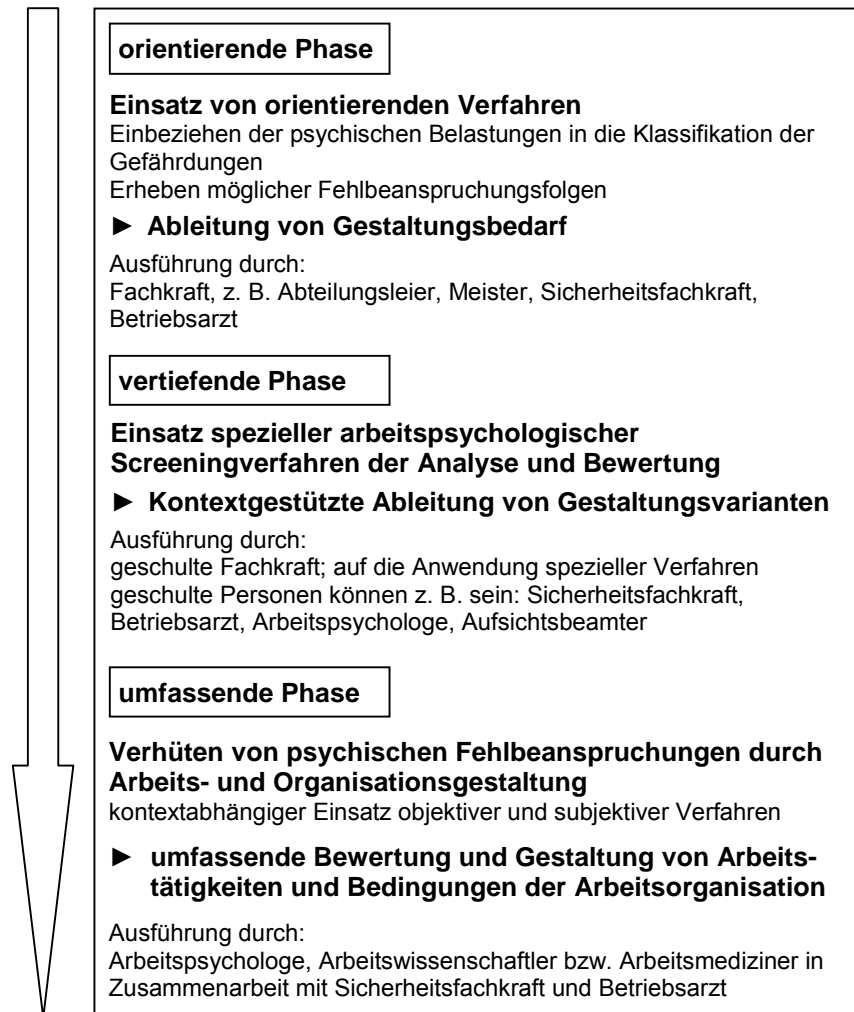 orientierende Phase
Einsatz von orientierenden Verfahren
Einbeziehen der psychischen Belastungen in die Klassifikation der
Gefährdungen
Erheben möglicher Fehlbeanspruchungsfolgen
► Ableitung von Gestaltungsbedarf
Ausführung durch:
Fachkraft, z. B. Abteilungsleier, Meister, Sicherheitsfachkraft,
Betriebsarzt
vertiefende Phase
Einsatz spezieller arbeitspsychologischer
Screeningverfahren der Analyse und Bewertung
► Kontextgestützte Ableitung von Gestaltungsvarianten
Ausführung durch:
geschulte Fachkraft; auf die Anwendung spezieller Verfahren
geschulte Personen können z. B. sein: Sicherheitsfachkraft,
Betriebsarzt, Arbeitspsychologe, Aufsichtsbeamter
umfassende Phase
Verhüten von psychischen Fehlbeanspruchungen durch
Arbeits- und Organisationsgestaltung
kontextabhängiger Einsatz objektiver und subjektiver Verfahren
► umfassende Bewertung und Gestaltung von Arbeits-
tätigkeiten und Bedingungen der Arbeitsorganisation
Ausführung durch:
Arbeitspsychologe, Arbeitswissenschaftler bzw. Arbeitsmediziner in
Zusammenarbeit mit Sicherheitsfachkraft und Betriebsarzt